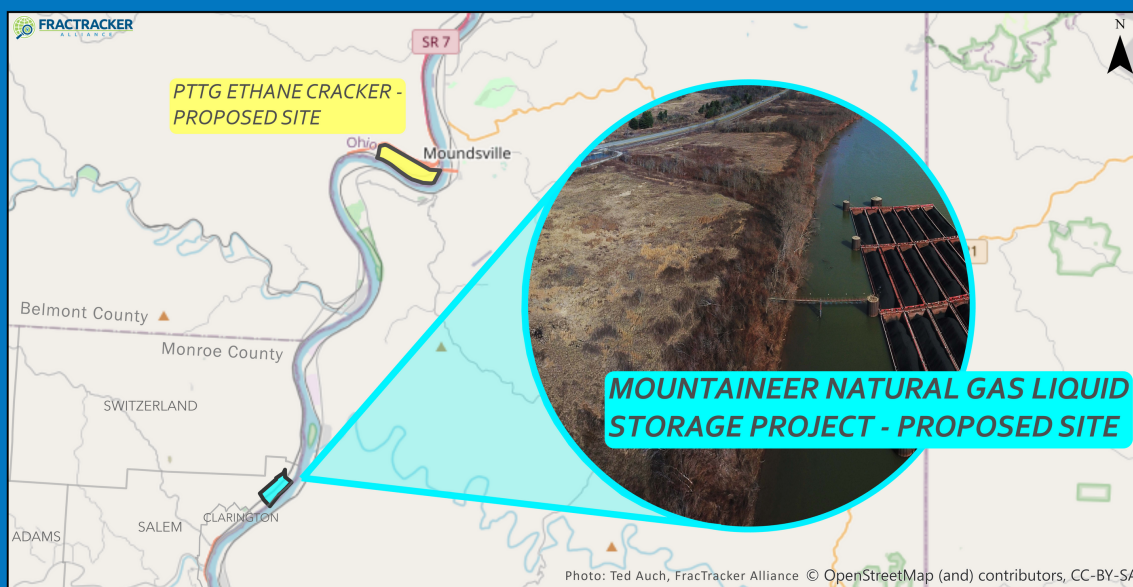 FRACTRACKER
ALLIANCE
N
SR 7
PTTG ETHANE CRACKER -
PROPOSED SITE
Ohio
Moundsville
Belmont County
Monroe County
SWITZERLAND
MOUNTAINEER NATURAL GAS LIQUID
STORAGE PROJECT - PROPOSED SITE
CLARINGTON
SALEM
ADAMS
Photo: Ted Auch, FracTracker Alliance © OpenStreetMap (and) contributors, CC-BY-SA